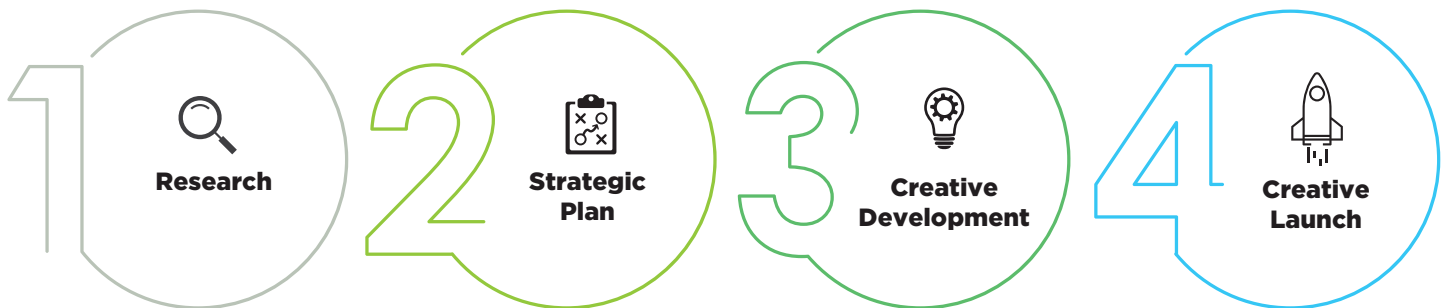 1
Research
2
Strategic
Plan
3
Creative
Development
4
Creative
Launch